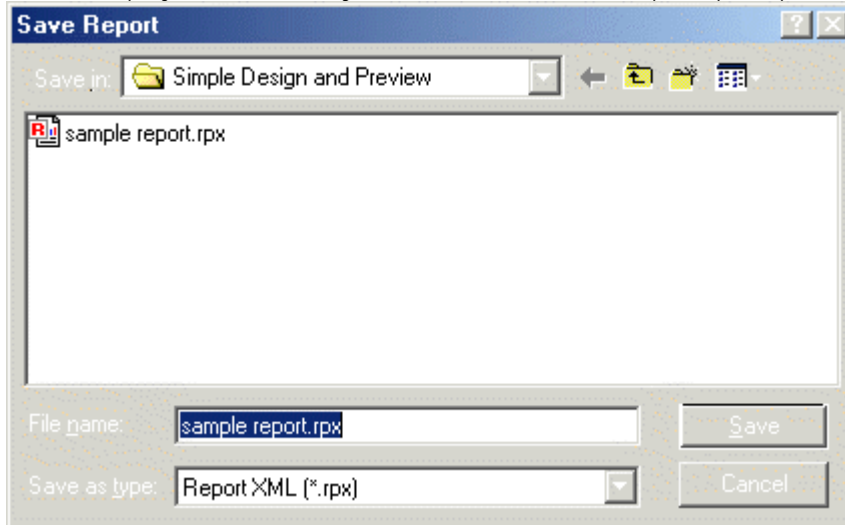 Save Report
Save in: Simple Design and Preview
sample report.rpx
File name: sample report.rpx Save
Save as type: Report XML (*.rpx) Cancel